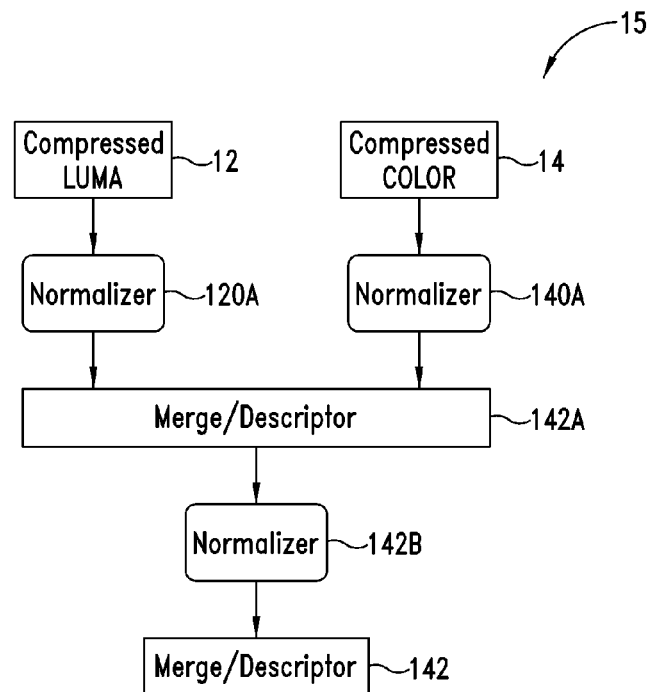 15
Compressed
LUMA
12
Compressed
COLOR
14
Normalizer
120A
Normalizer
140A
Merge/Descriptor
142A
Normalizer
142B
Merge/Descriptor
142